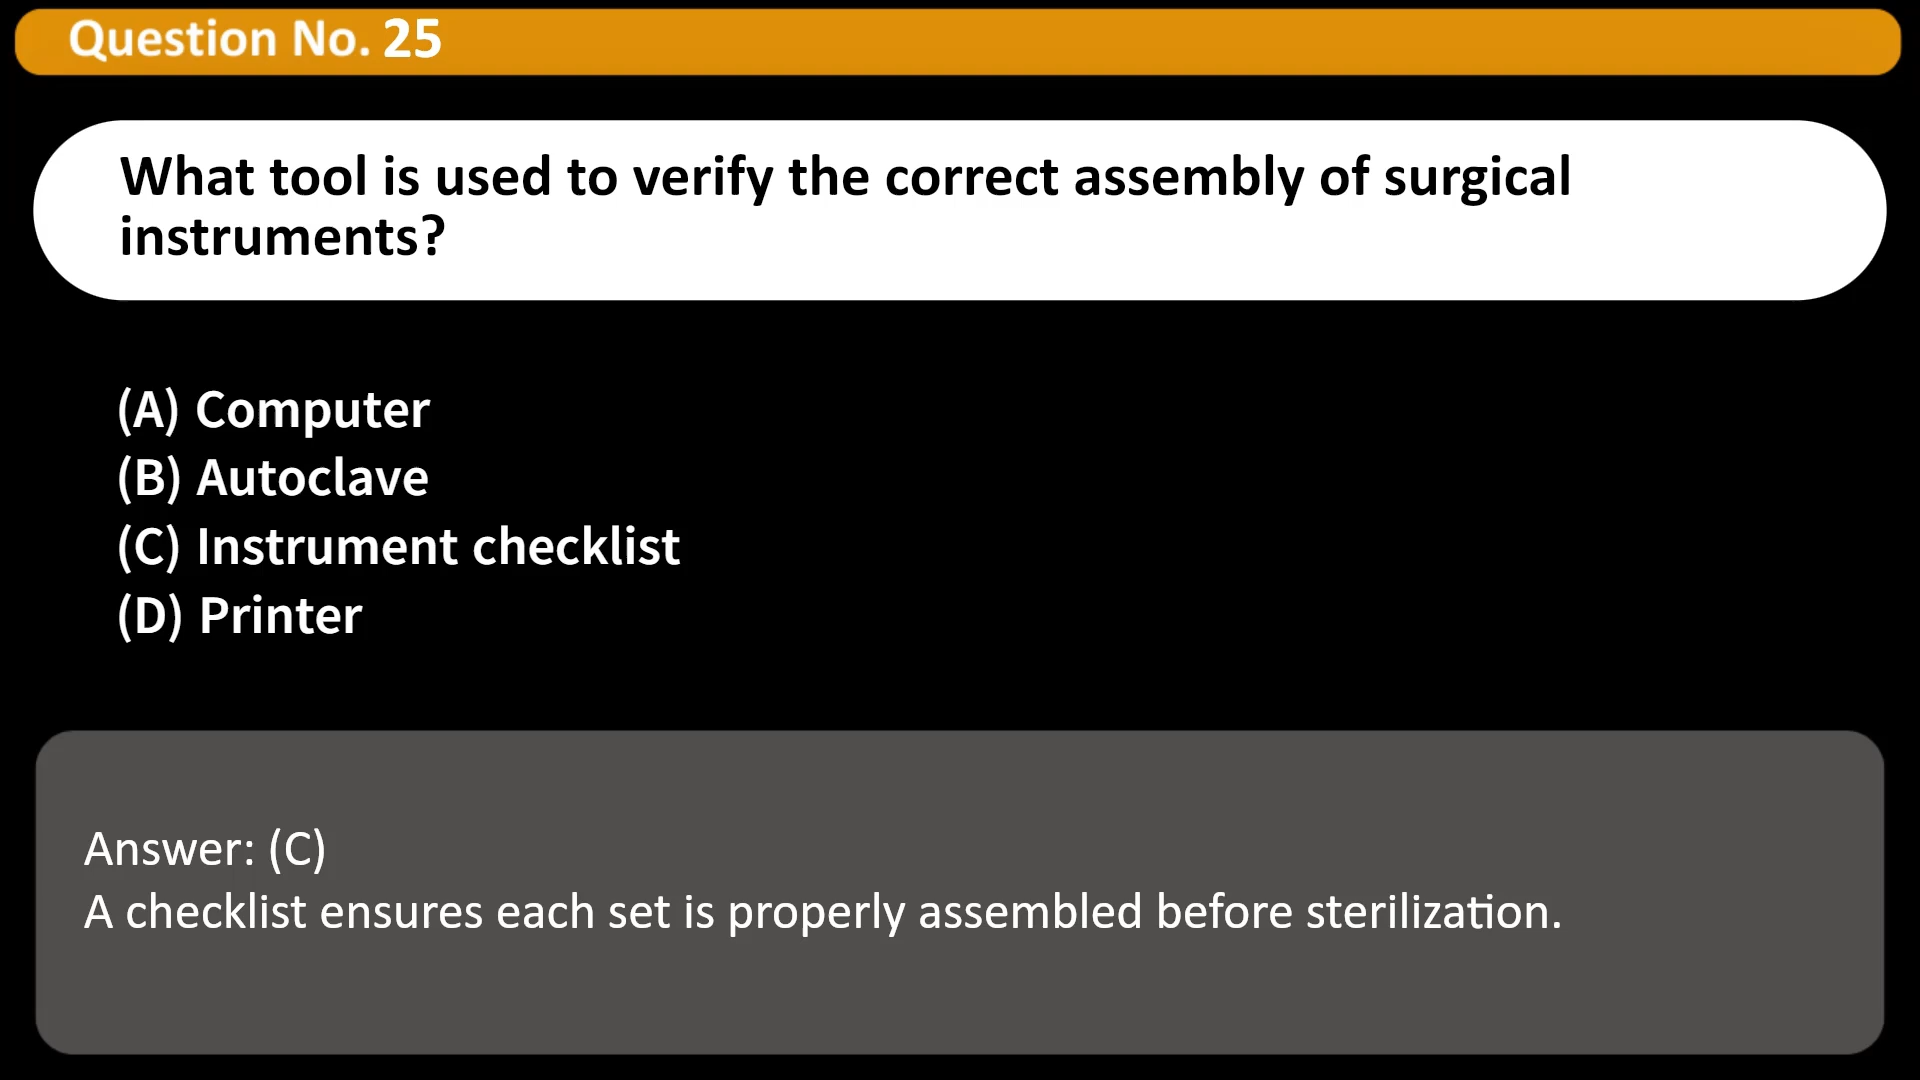 Question No. 25
What tool is used to verify the correct assembly of surgical
instruments?
(A) Computer
(B) Autoclave
(C) Instrument checklist
(D) Printer
Answer: (C)
A checklist ensures each set is properly assembled before sterilization.